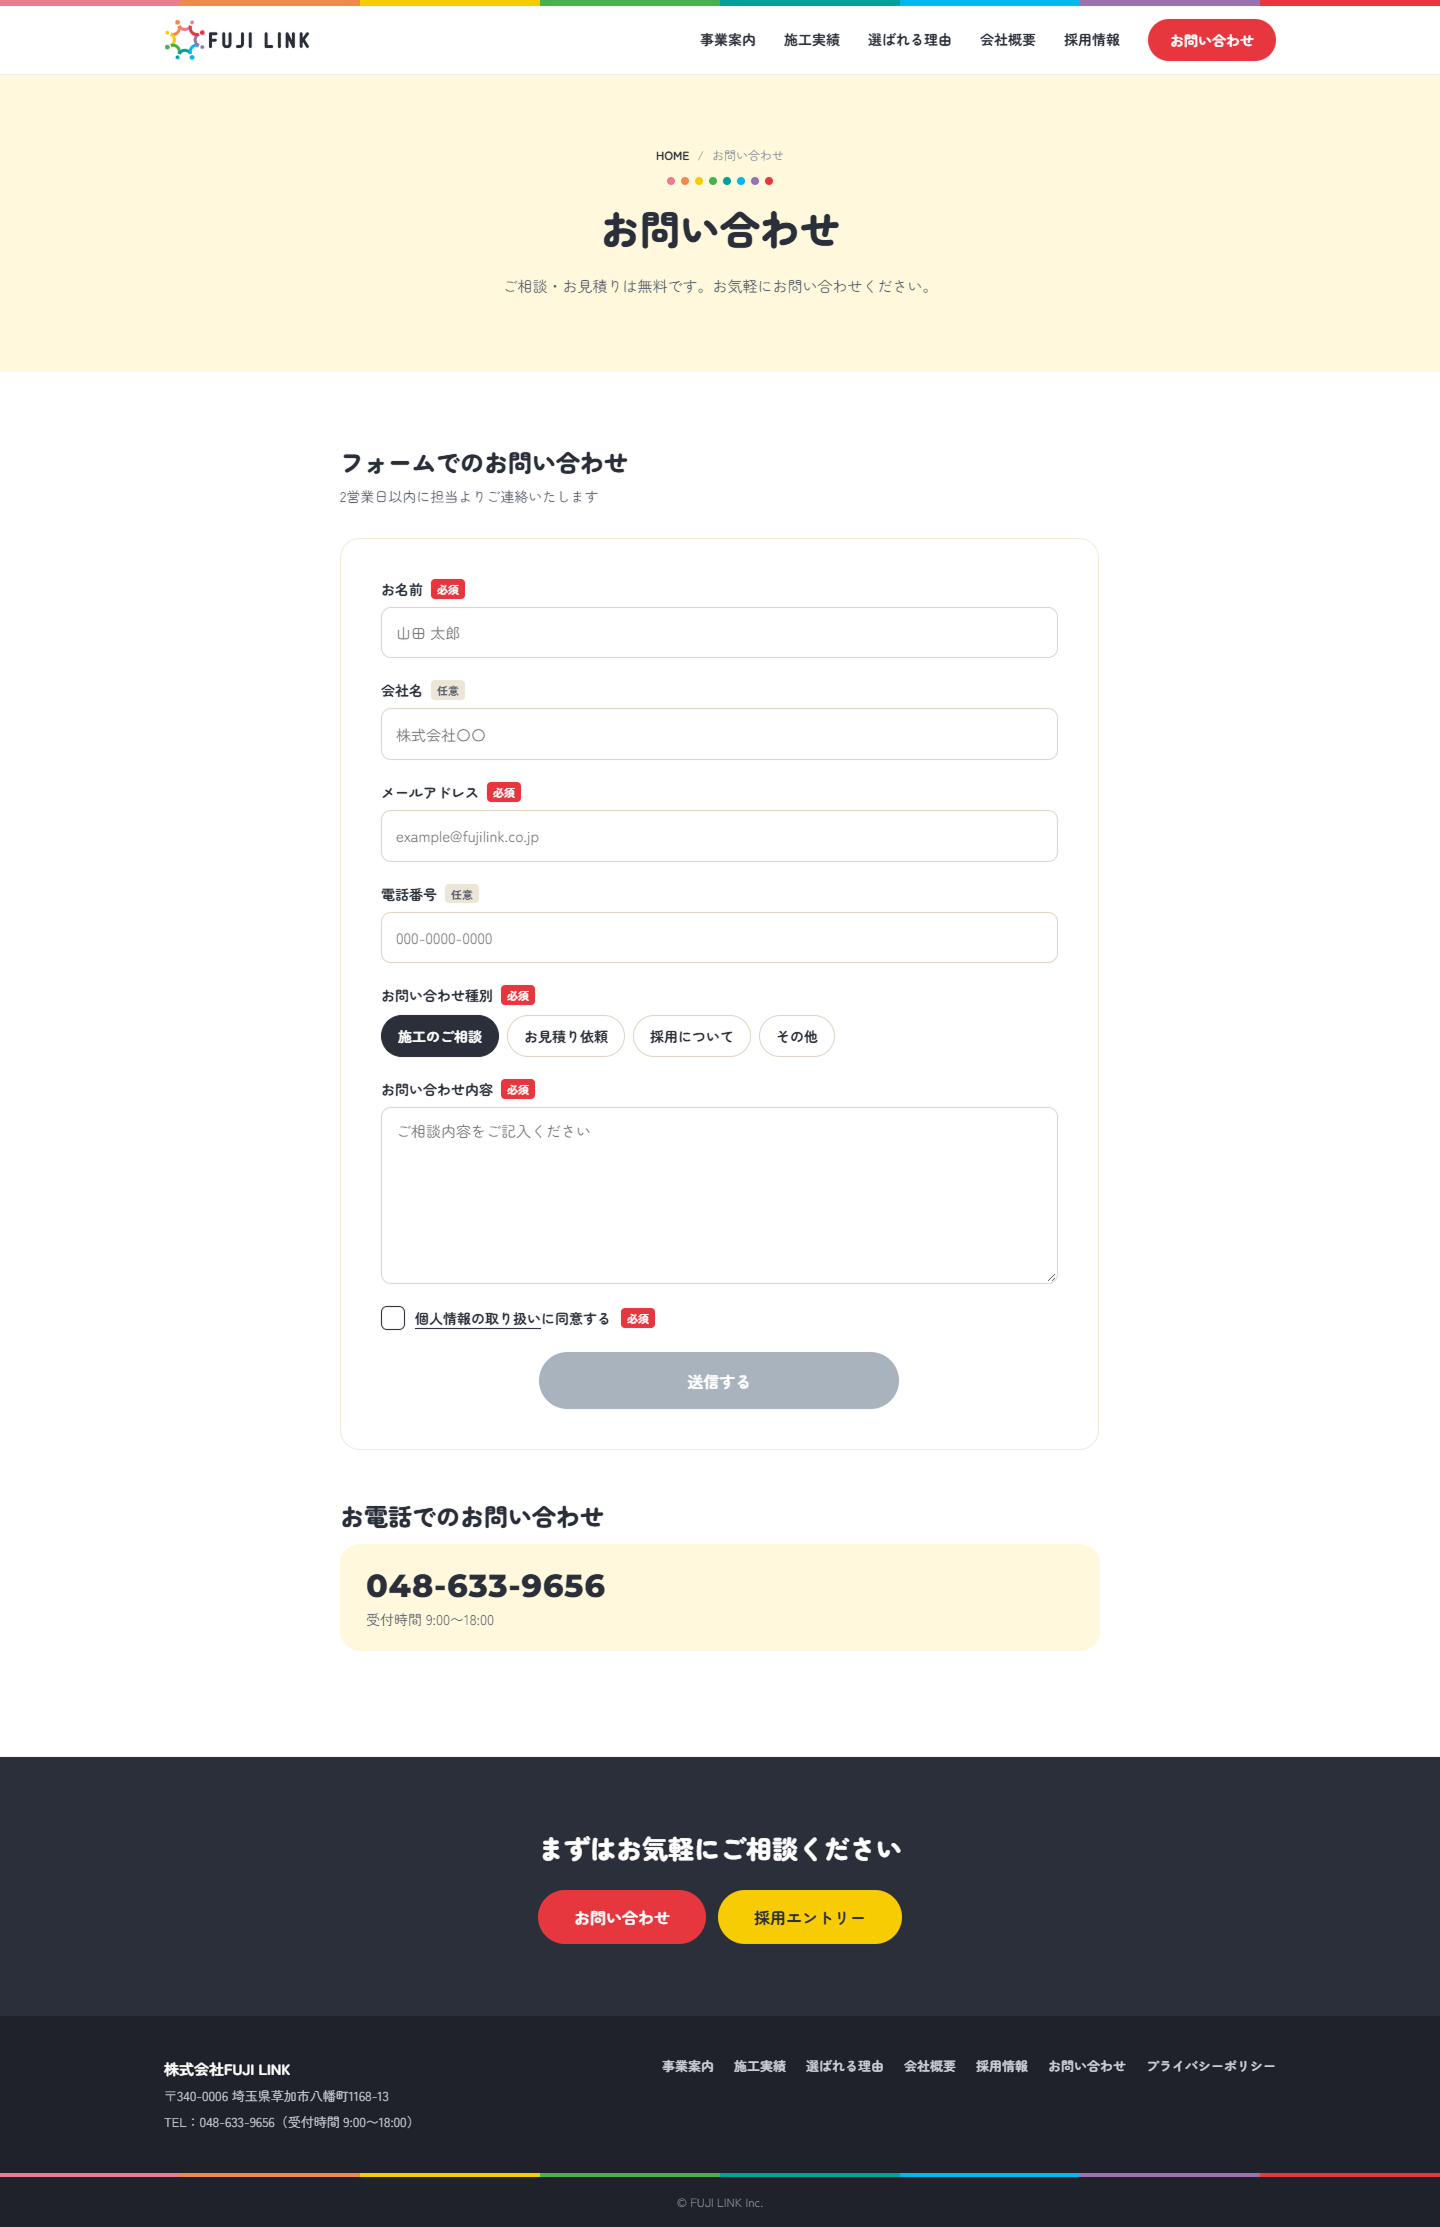 FUJI LINK
事業案内 施工実績 選ばれる理由 会社概要 採用情報 お問い合わせ
HOME / お問い合わせ
お問い合わせ
ご相談・お見積りは無料です。お気軽にお問い合わせください。
フォームでのお問い合わせ
2営業日以内に担当よりご連絡いたします
お名前 必須
山田 太郎
会社名 任意
株式会社〇〇
メールアドレス 必須
example@fujilink.co.jp
電話番号 任意
000-0000-0000
お問い合わせ種別 必須
施工のご相談 お見積り依頼 採用について その他
お問い合わせ内容 必須
ご相談内容をご記入ください
個人情報の取り扱いに同意する 必須
送信する
お電話でのお問い合わせ
048-633-9656
受付時間 9:00〜18:00
まずはお気軽にご相談ください
お問い合わせ 採用エントリー
株式会社FUJI LINK
事業案内 施工実績 選ばれる理由 会社概要 採用情報 お問い合わせ プライバシーポリシー
〒340-0006 埼玉県草加市八幡町1168-13
TEL：048-633-9656（受付時間 9:00〜18:00）
© FUJI LINK Inc.